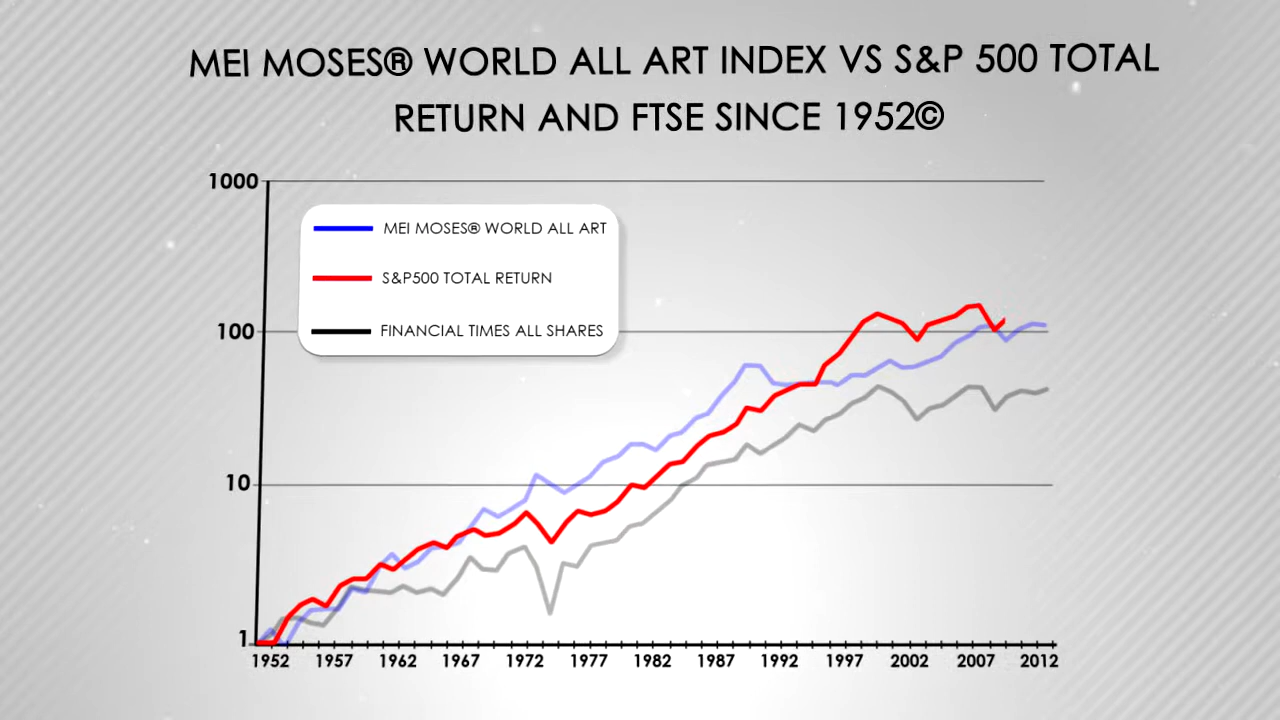 MEI MOSES® WORLD ALL ART INDEX VS S&P 500 TOTAL
RETURN AND FTSE SINCE 1952©
1000
MEI MOSES® WORLD ALL ART
S&P500 TOTAL RETURN
100
FINANCIAL TIMES ALL SHARES
10
1
1952 1957 1962 1967 1972 1977 1982 1987 1992 1997 2002 2007 2012